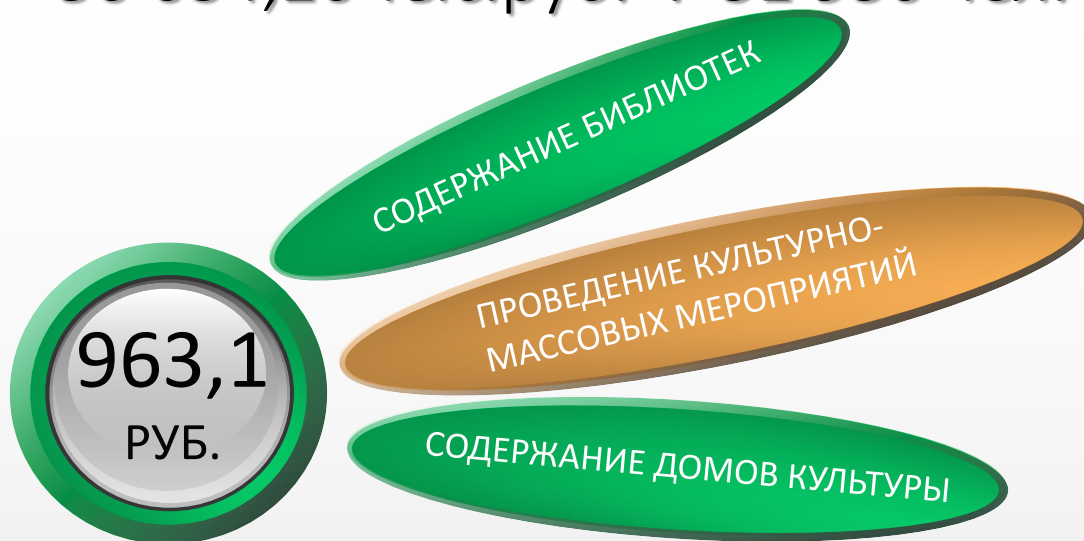 СОДЕРЖАНИЕ БИБЛИОТЕК
ПРОВЕДЕНИЕ КУЛЬТУРНО-
МАССОВЫХ МЕРОПРИЯТИЙ
963,1
РУБ.
СОДЕРЖАНИЕ ДОМОВ КУЛЬТУРЫ